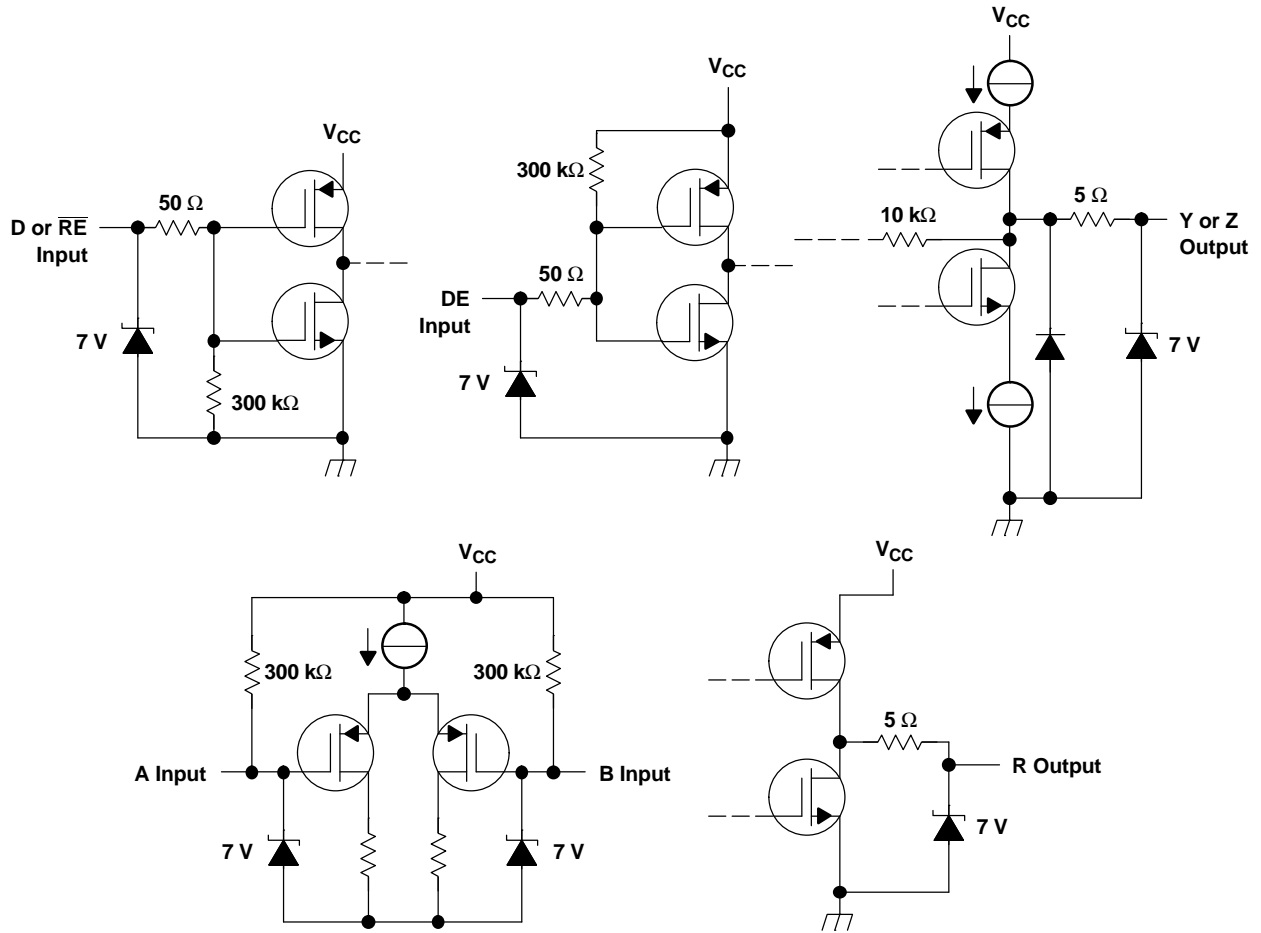 VCC
50 Ω
D or RE
Input
7 V
300 kΩ
VCC
300 kΩ
50 Ω
DE
Input
7 V
VCC
10 kΩ
5 Ω
Y or Z
Output
7 V
VCC
300 kΩ
300 kΩ
A Input
B Input
7 V
7 V
VCC
5 Ω
R Output
7 V